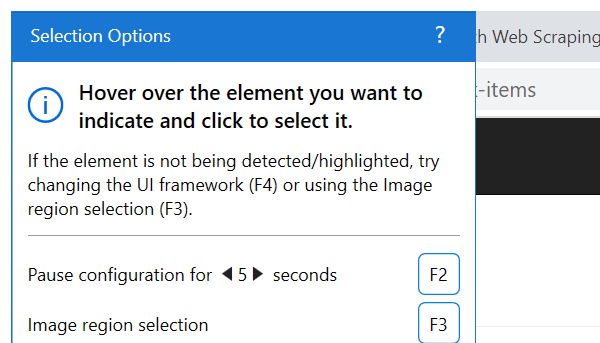 Selection Options ?
h Web Scraping
-items
i
Hover over the element you want to
indicate and click to select it.
If the element is not being detected/highlighted, try
changing the UI framework (F4) or using the Image
region selection (F3).
Pause configuration for 5 seconds F2
Image region selection F3